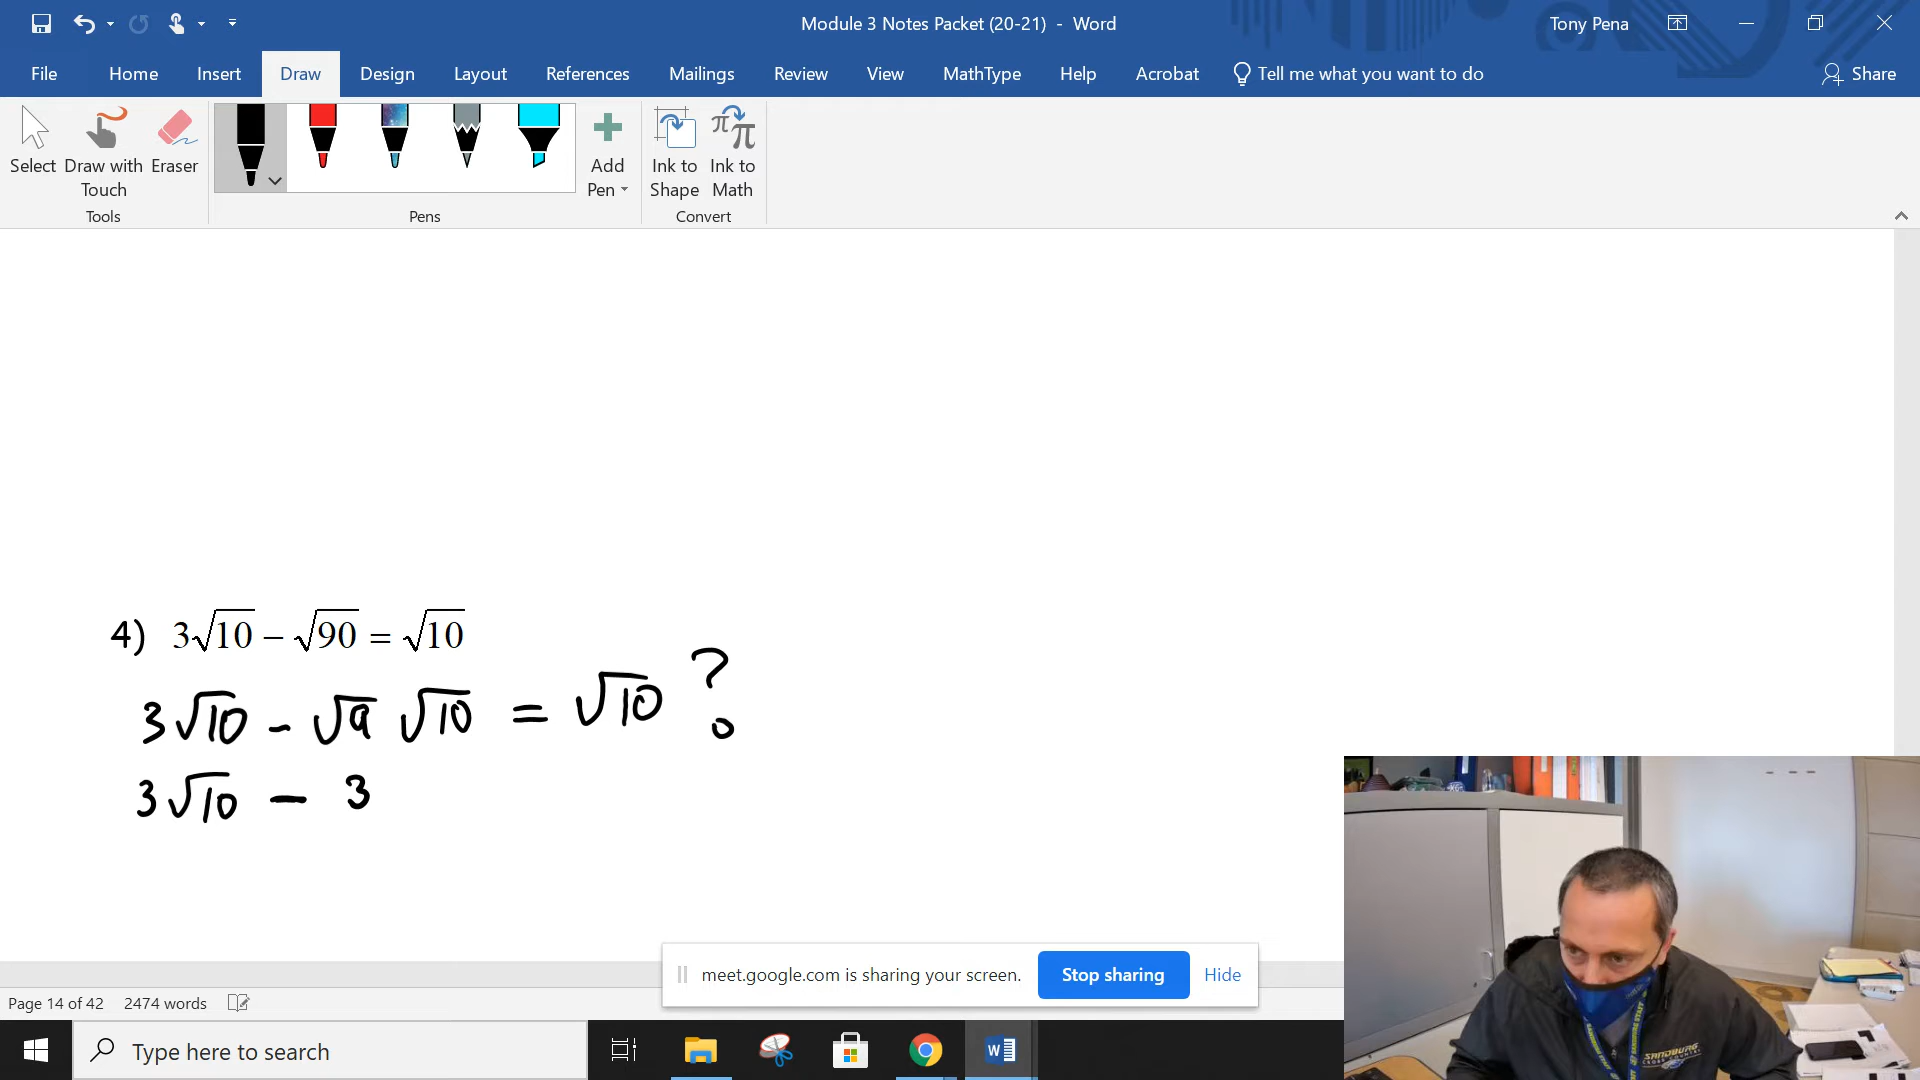 Module 3 Notes Packet (20-21) - Word
Tony Pena
File Home Insert Draw Design Layout References Mailings Review View MathType Help Acrobat Tell me what you want to do Share
Select
Draw with Touch
Eraser
Add Pen
Ink to Shape
Ink to Math
Tools
Pens
Convert
4) 3√10 − √90 = √10
3√10 - √9 √10 = √10 ?
3√10 - 3
meet.google.com is sharing your screen. Stop sharing Hide
Page 14 of 42 2474 words
Type here to search
SANDBURG
CROSS COUNTRY